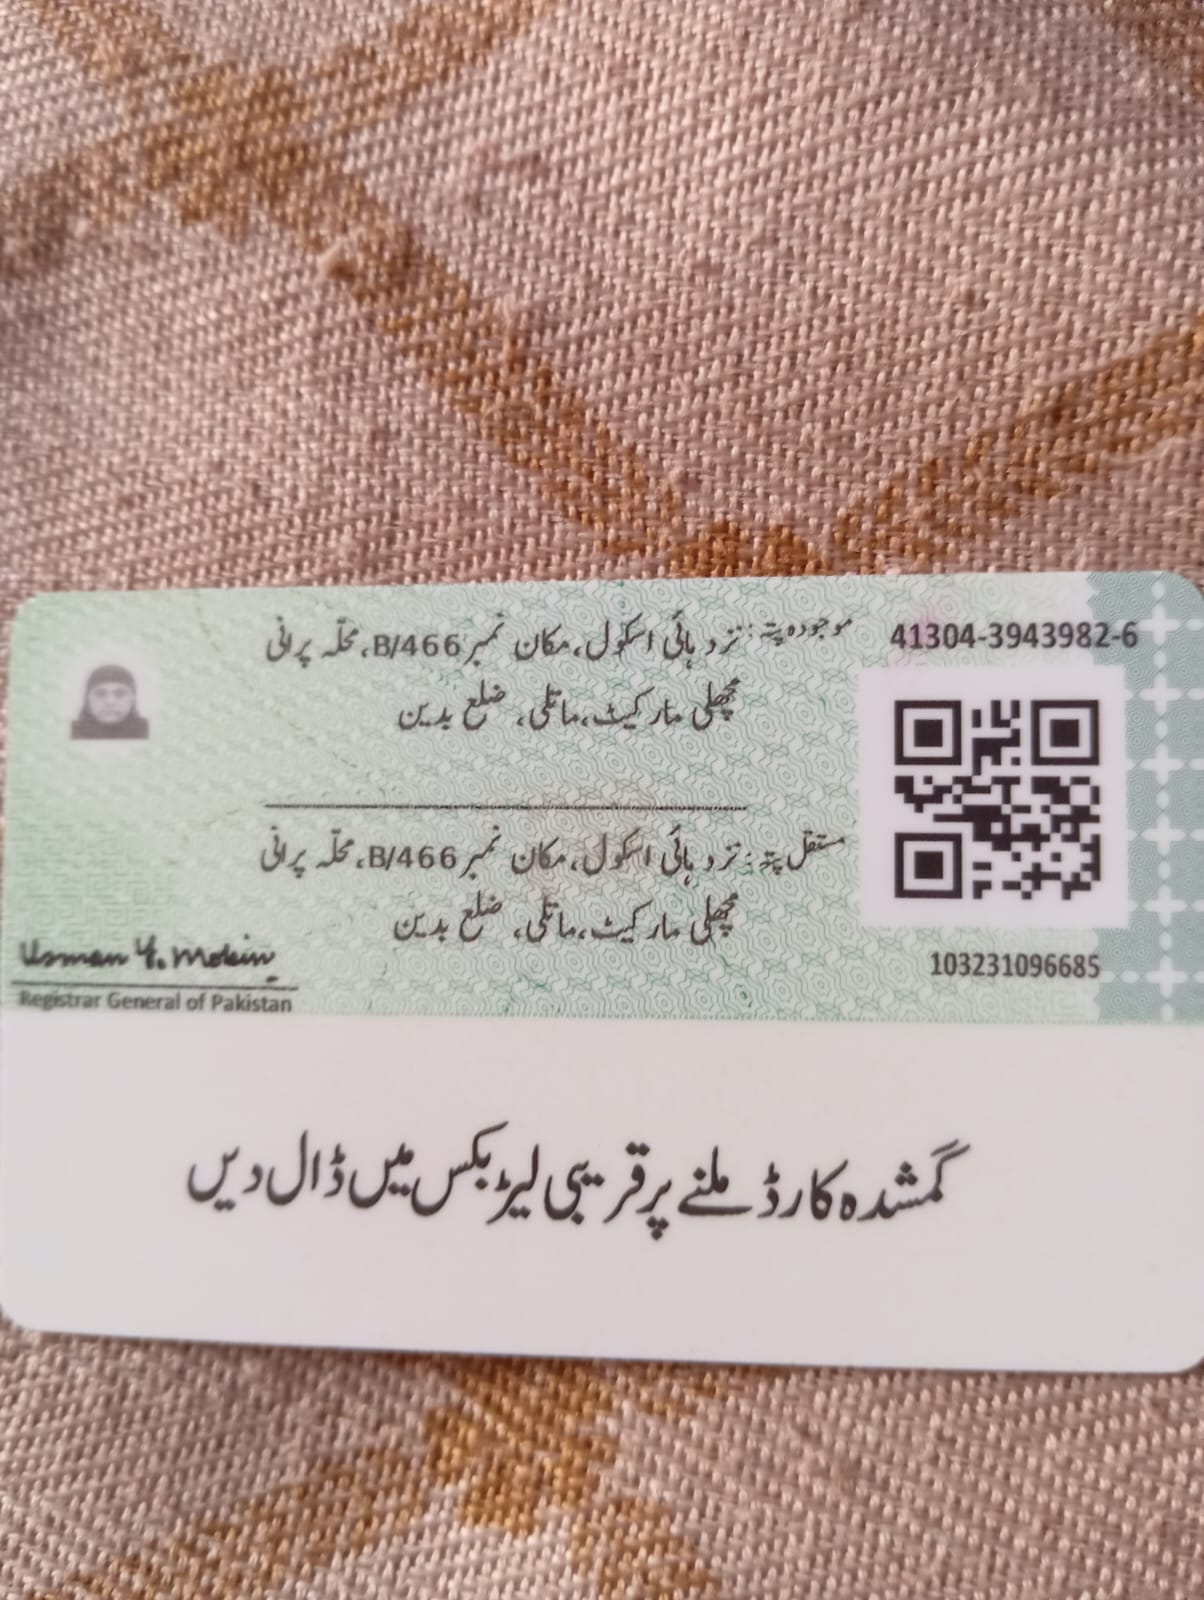 41304-3943982-6
موجودہ پتہ: نزد ہائی اسکول، مکان نمبر B/466، محلّہ پرانی
مچھلی مارکیٹ، ماتلی، ضلع بدین
مستقل پتہ: نزد ہائی اسکول، مکان نمبر B/466، محلّہ پرانی
مچھلی مارکیٹ، ماتلی، ضلع بدین
103231096685
Usman Y. Mobin
Registrar General of Pakistan
گمشدہ کارڈ ملنے پر قریبی لیٹر بکس میں ڈال دیں